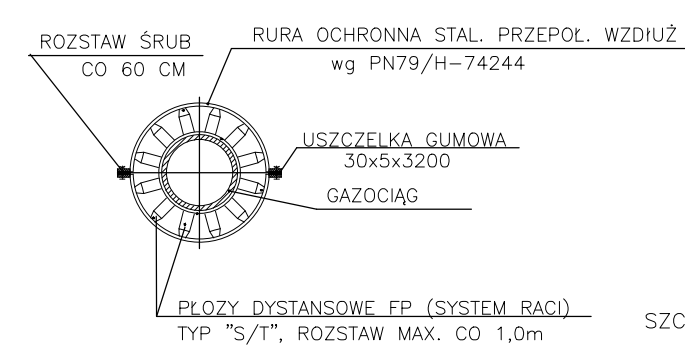 ROZSTAW ŚRUB
CO 60 CM
RURA OCHRONNA STAL. PRZEPOŁ. WZDŁUŻ
wg PN79/H-74244
USZCZELKA GUMOWA
30x5x3200
GAZOCIĄG
PŁOZY DYSTANSOWE FP (SYSTEM RACI)
TYP "S/T", ROZSTAW MAX. CO 1,0m
SZC